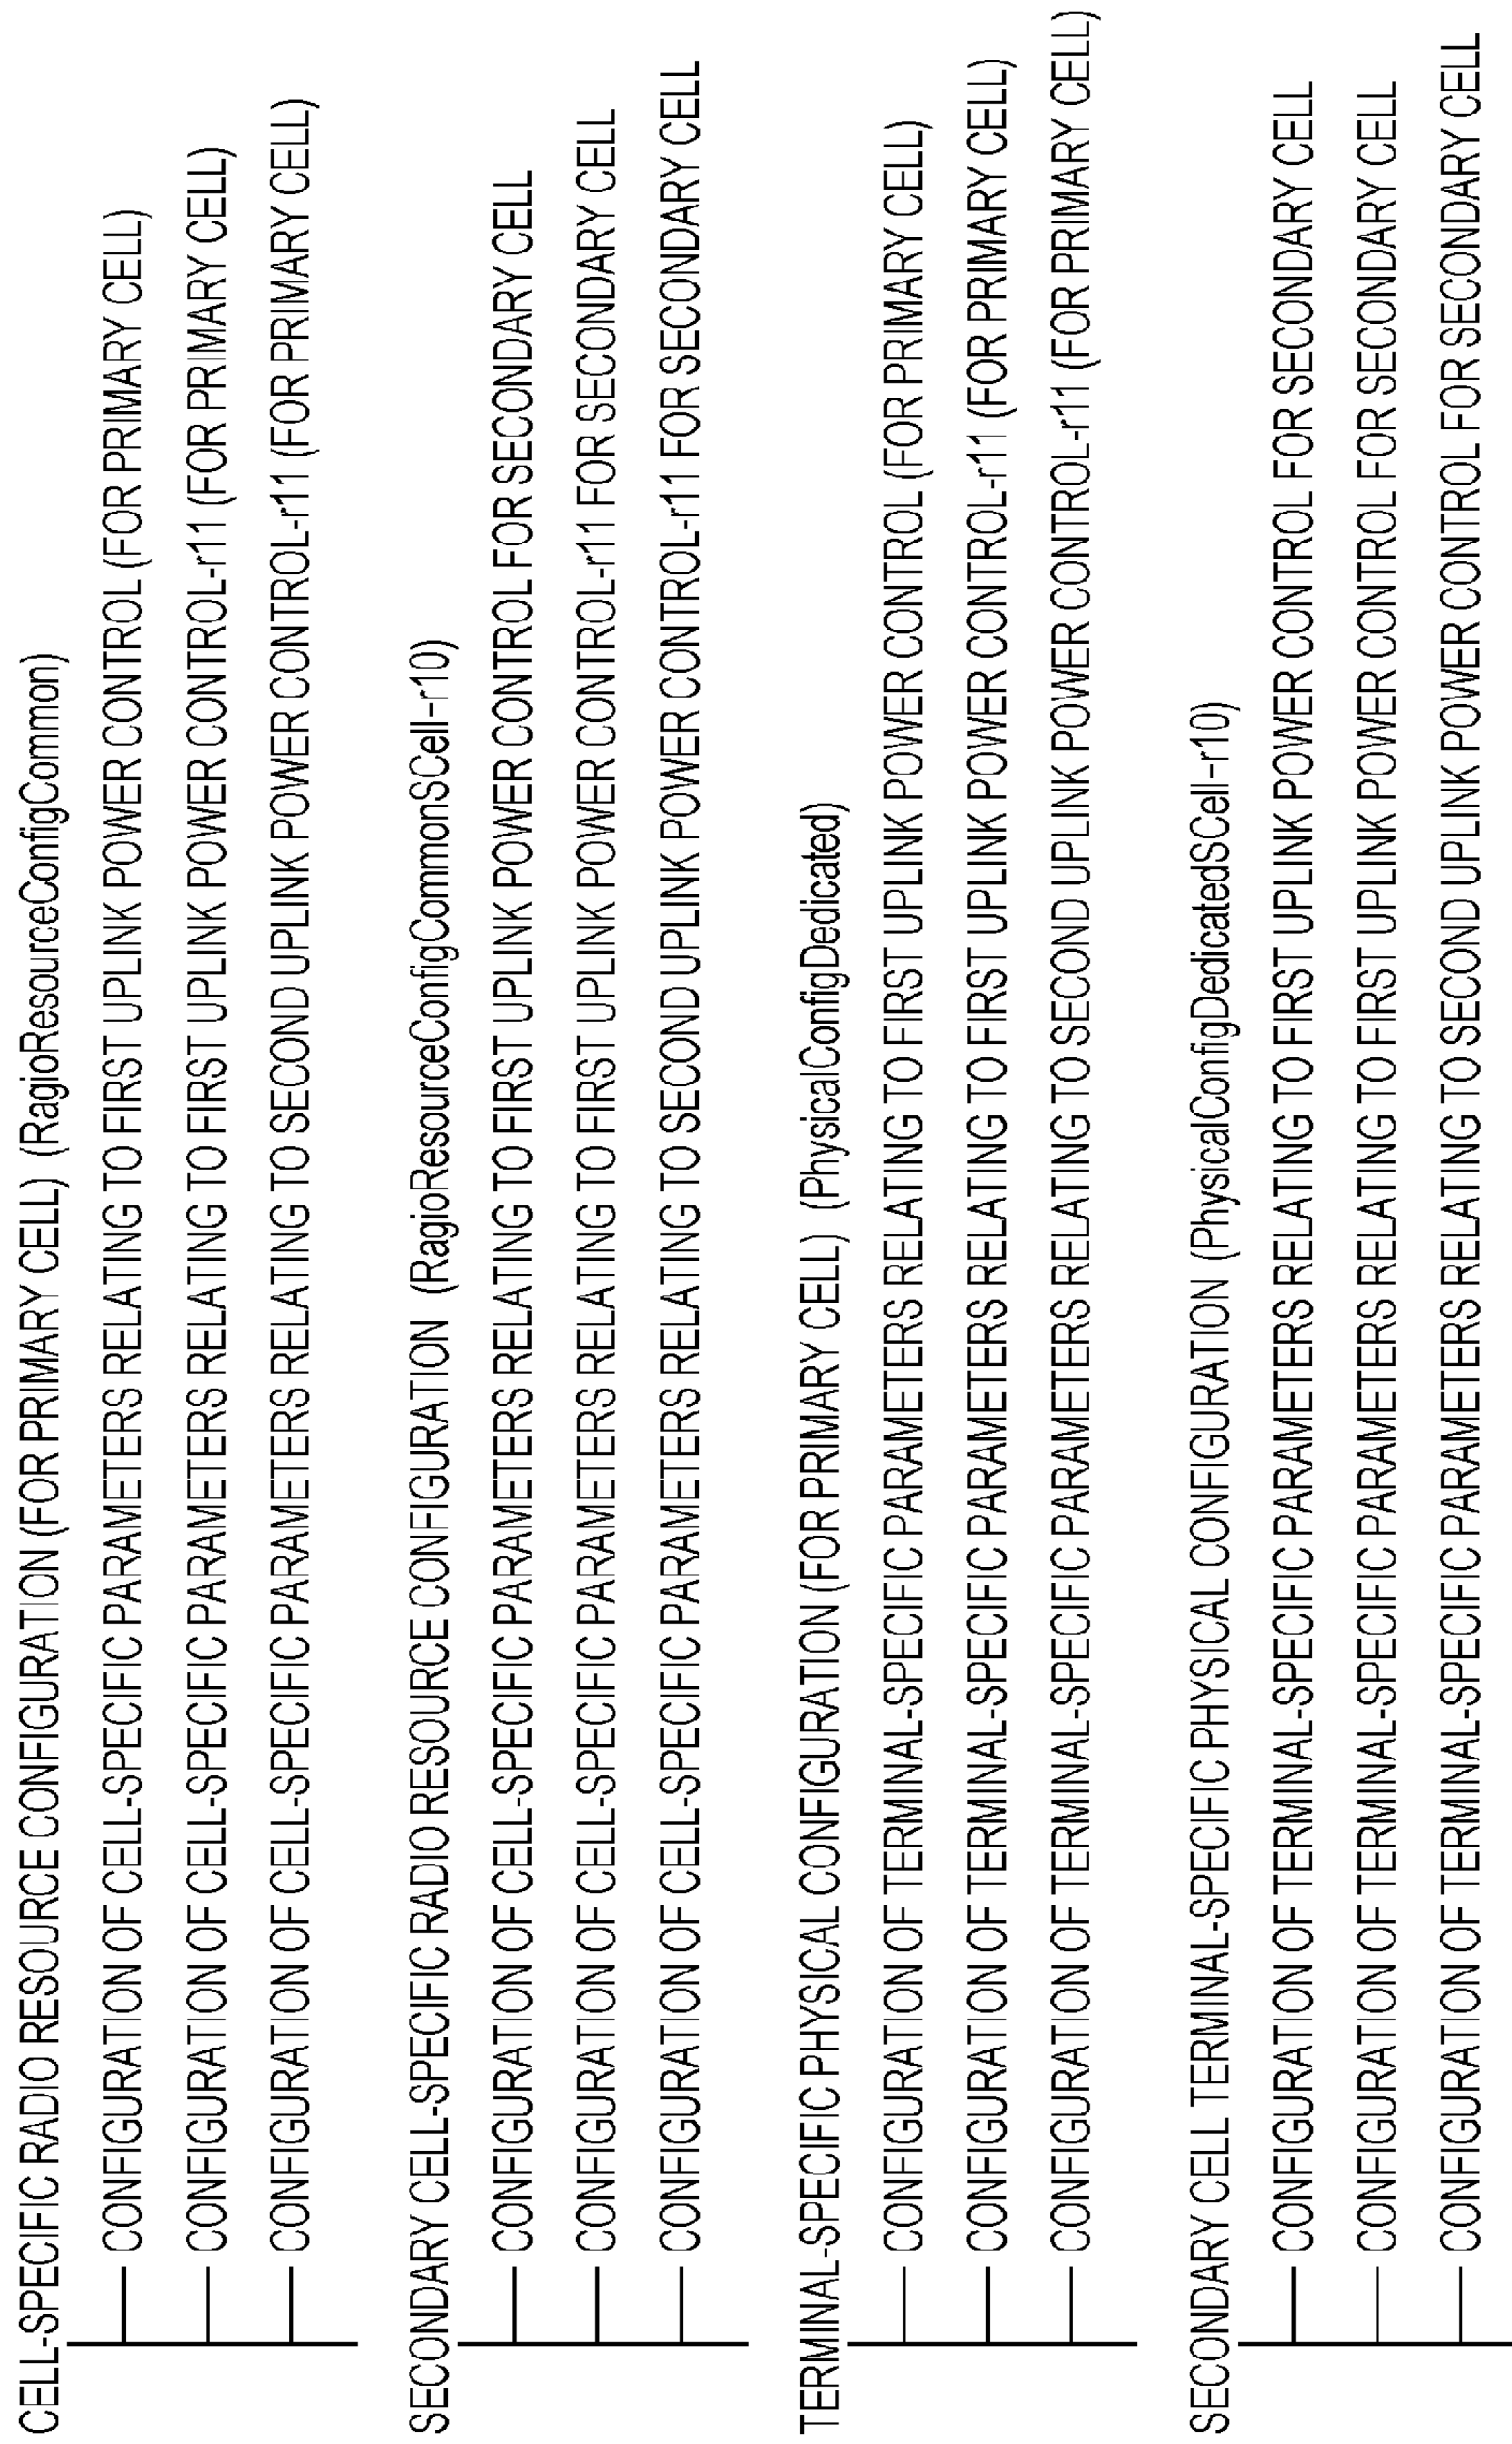 CELL-SPECIFIC RADIO RESOURCE CONFIGURATION (FOR PRIMARY CELL) (RagioResourceConfigCommon)
CONFIGURATION OF CELL-SPECIFIC PARAMETERS RELATING TO FIRST UPLINK POWER CONTROL (FOR PRIMARY CELL)
CONFIGURATION OF CELL-SPECIFIC PARAMETERS RELATING TO FIRST UPLINK POWER CONTROL-r11 (FOR PRIMARY CELL)
CONFIGURATION OF CELL-SPECIFIC PARAMETERS RELATING TO SECOND UPLINK POWER CONTROL-r11 (FOR PRIMARY CELL)
SECONDARY CELL-SPECIFIC RADIO RESOURCE CONFIGURATION (RagioResourceConfigCommonSCell-r10)
CONFIGURATION OF CELL-SPECIFIC PARAMETERS RELATING TO FIRST UPLINK POWER CONTROL FOR SECONDARY CELL
CONFIGURATION OF CELL-SPECIFIC PARAMETERS RELATING TO FIRST UPLINK POWER CONTROL-r11 FOR SECONDARY CELL
CONFIGURATION OF CELL-SPECIFIC PARAMETERS RELATING TO SECOND UPLINK POWER CONTROL-r11 FOR SECONDARY CELL
TERMINAL-SPECIFIC PHYSICAL CONFIGURATION (FOR PRIMARY CELL) (PhysicalConfigDedicated)
CONFIGURATION OF TERMINAL-SPECIFIC PARAMETERS RELATING TO FIRST UPLINK POWER CONTROL (FOR PRIMARY CELL)
CONFIGURATION OF TERMINAL-SPECIFIC PARAMETERS RELATING TO FIRST UPLINK POWER CONTROL-r11 (FOR PRIMARY CELL)
CONFIGURATION OF TERMINAL-SPECIFIC PARAMETERS RELATING TO SECOND UPLINK POWER CONTROL-r11 (FOR PRIMARY CELL)
SECONDARY CELL TERMINAL-SPECIFIC PHYSICAL CONFIGURATION (PhysicalConfigDedicatedSCell-r10)
CONFIGURATION OF TERMINAL-SPECIFIC PARAMETERS RELATING TO FIRST UPLINK POWER CONTROL FOR SECONDARY CELL
CONFIGURATION OF TERMINAL-SPECIFIC PARAMETERS RELATING TO FIRST UPLINK POWER CONTROL FOR SECONDARY CELL
CONFIGURATION OF TERMINAL-SPECIFIC PARAMETERS RELATING TO SECOND UPLINK POWER CONTROL FOR SECONDARY CELL